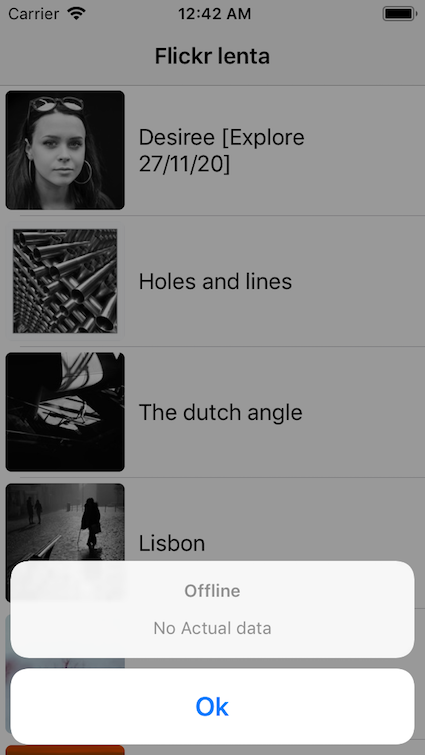 Carrier 12:42 AM
Flickr lenta
Desiree [Explore
27/11/20]
Holes and lines
The dutch angle
Lisbon
Offline
No Actual data
Ok